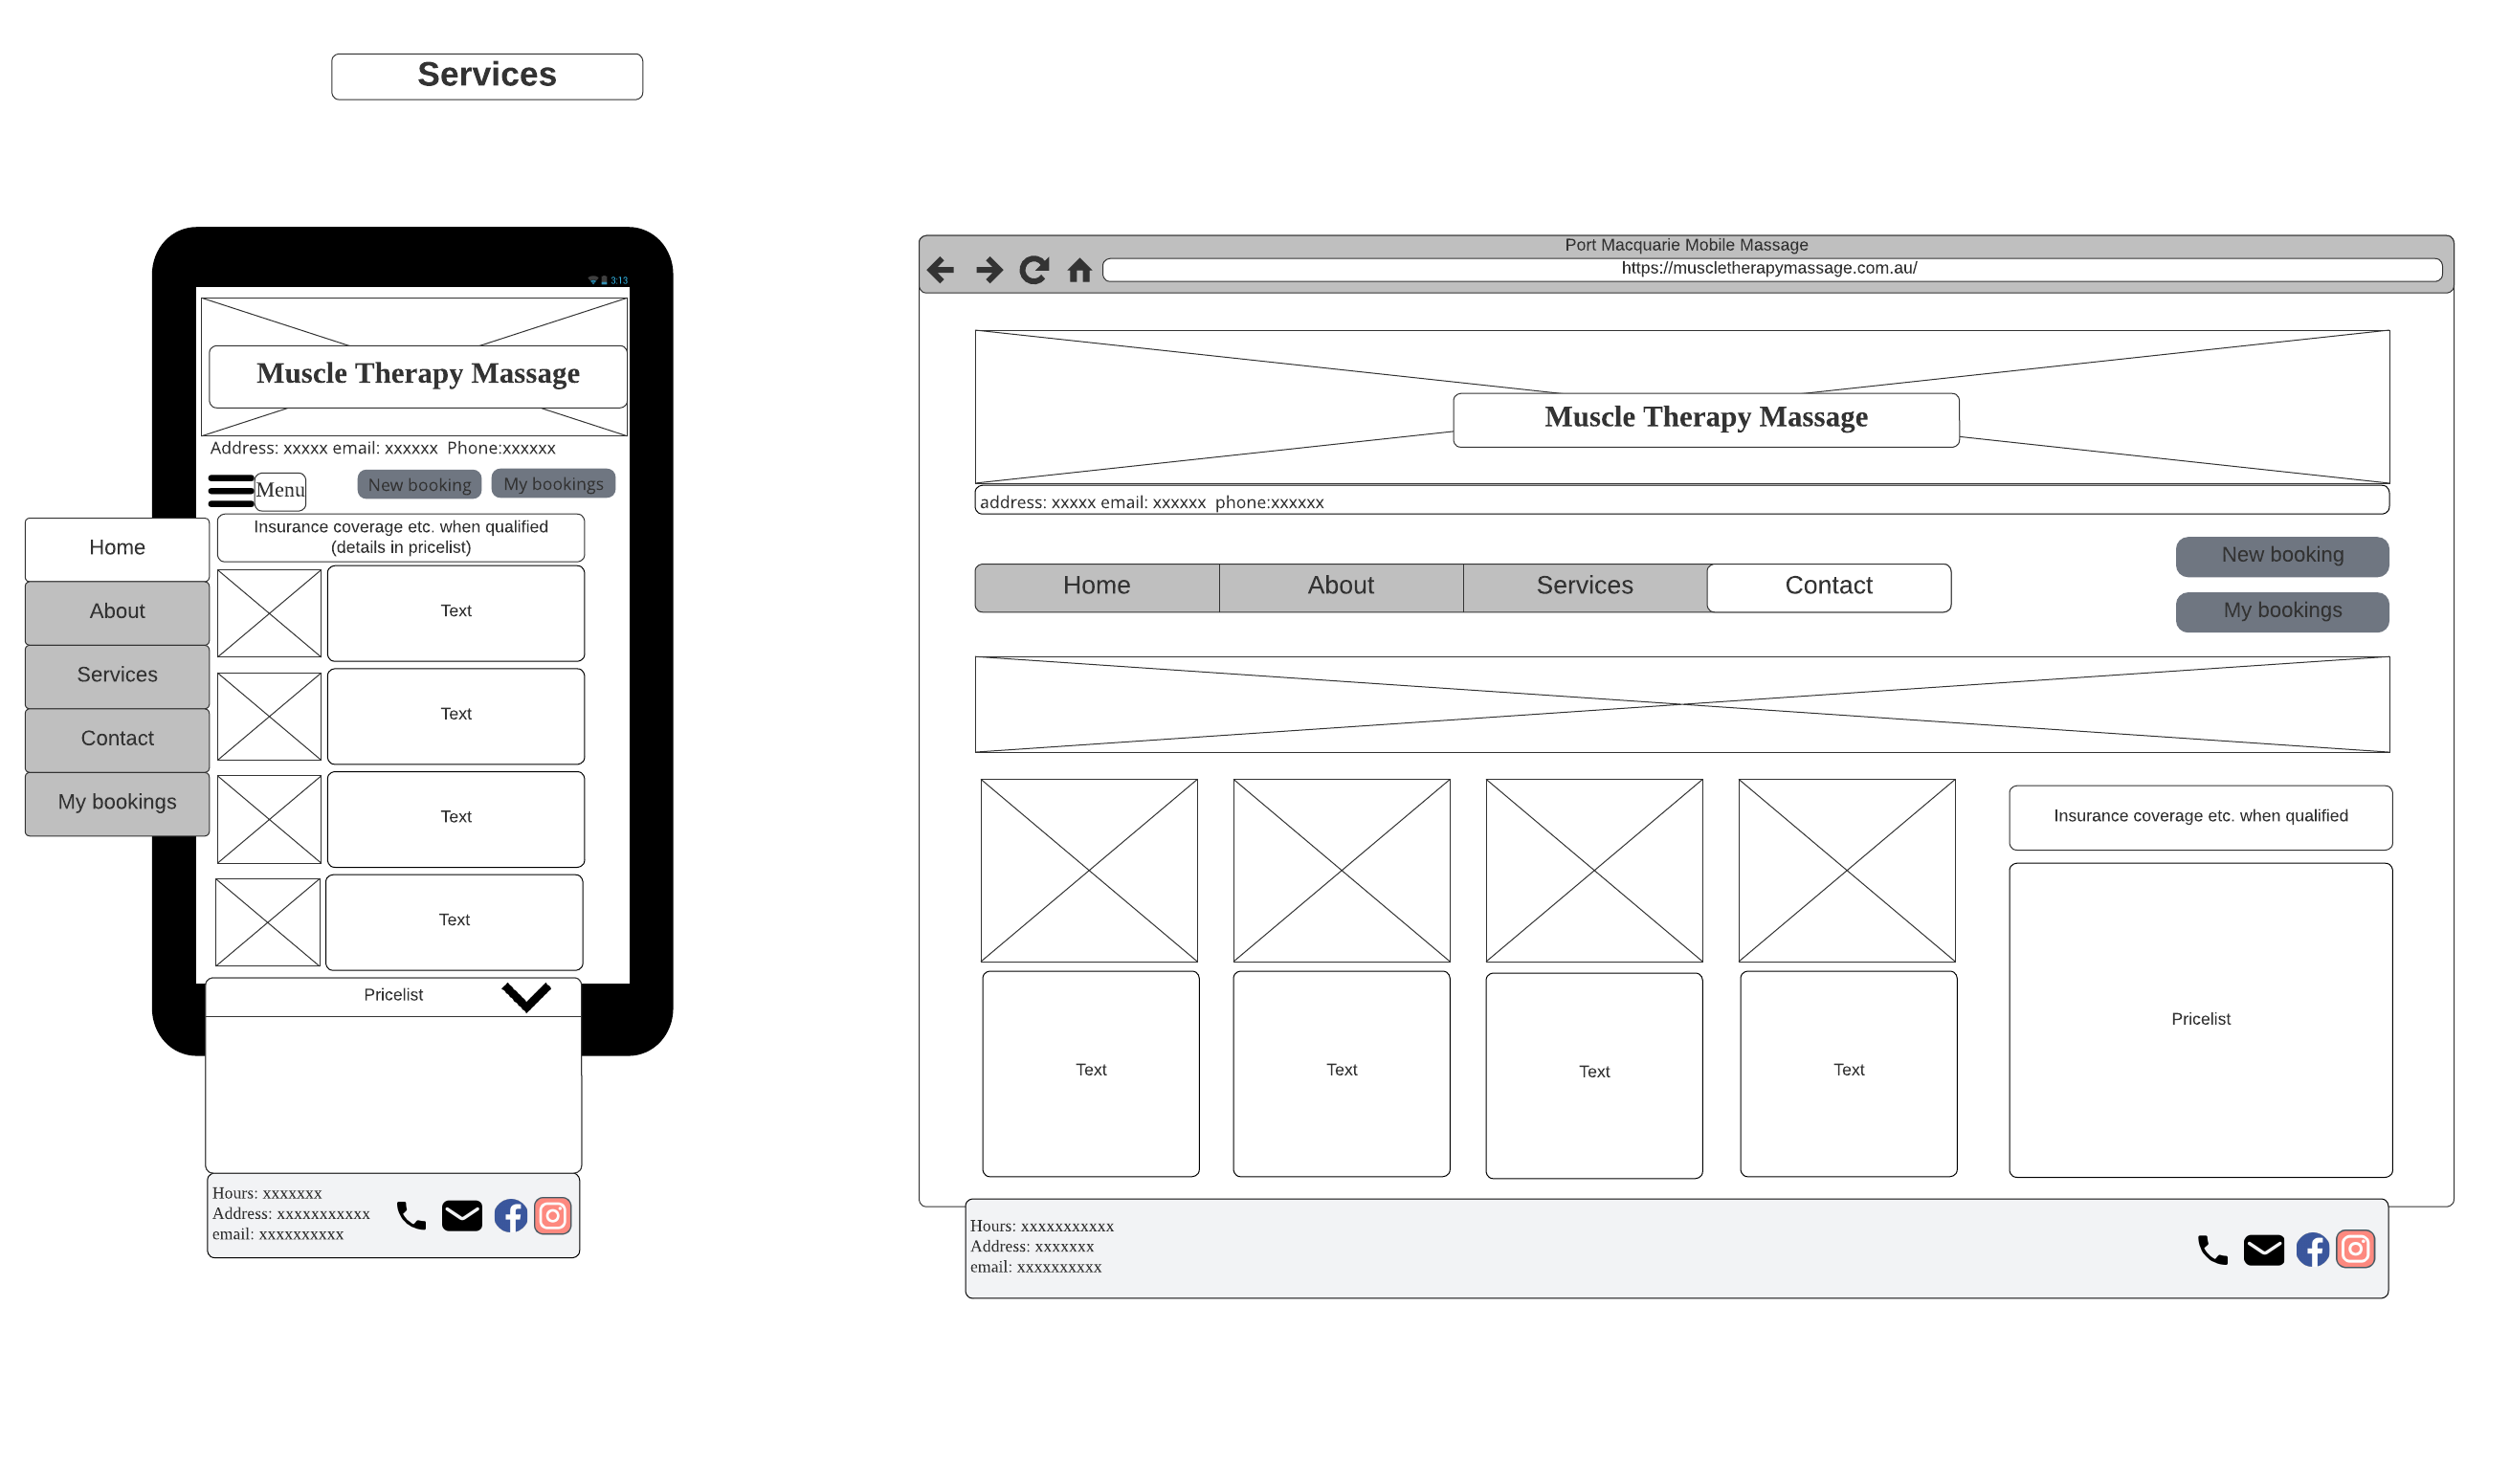 Services
3:13
Muscle Therapy Massage
Address: xxxxx email: xxxxxx  Phone:xxxxxx
Menu
New booking
My bookings
Home
About
Services
Contact
My bookings
Insurance coverage etc. when qualified
(details in pricelist)
Text
Text
Text
Text
Pricelist
Hours: xxxxxxx
Address: xxxxxxxxxxx
email: xxxxxxxxxx
Port Macquarie Mobile Massage
https://muscletherapymassage.com.au/
Muscle Therapy Massage
address: xxxxx email: xxxxxx  phone:xxxxxx
New booking
Home
About
Services
Contact
My bookings
Insurance coverage etc. when qualified
Pricelist
Text
Text
Text
Text
Hours: xxxxxxxxxxx
Address: xxxxxxx
email: xxxxxxxxxx